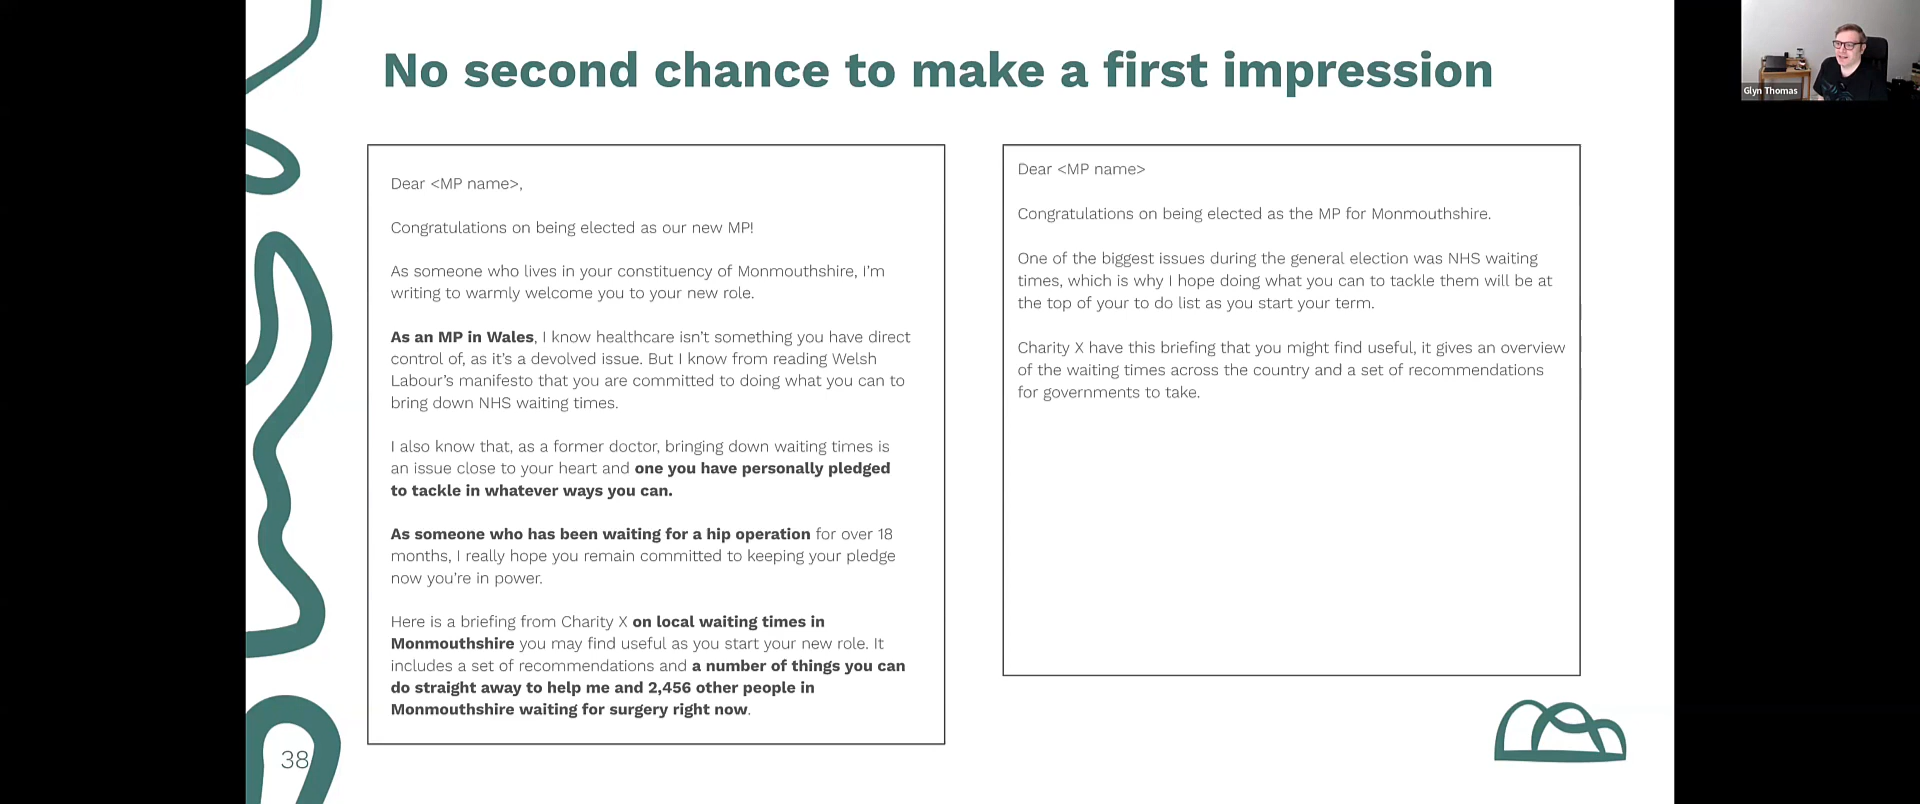 No second chance to make a first impression
Dear <MP name>,
Congratulations on being elected as our new MP!
As someone who lives in your constituency of Monmouthshire, I'm
writing to warmly welcome you to your new role.
As an MP in Wales, I know healthcare isn't something you have direct
control of, as it's a devolved issue. But I know from reading Welsh
Labour's manifesto that you are committed to doing what you can to
bring down NHS waiting times.
I also know that, as a former doctor, bringing down waiting times is
an issue close to your heart and one you have personally pledged
to tackle in whatever ways you can.
As someone who has been waiting for a hip operation for over 18
months, I really hope you remain committed to keeping your pledge
now you're in power.
Here is a briefing from Charity X on local waiting times in
Monmouthshire you may find useful as you start your new role. It
includes a set of recommendations and a number of things you can
do straight away to help me and 2,456 other people in
Monmouthshire waiting for surgery right now.
Dear <MP name>
Congratulations on being elected as the MP for Monmouthshire.
One of the biggest issues during the general election was NHS waiting
times, which is why I hope doing what you can to tackle them will be at
the top of your to do list as you start your term.
Charity X have this briefing that you might find useful, it gives an overview
of the waiting times across the country and a set of recommendations
for governments to take.
38
Glyn Thomas